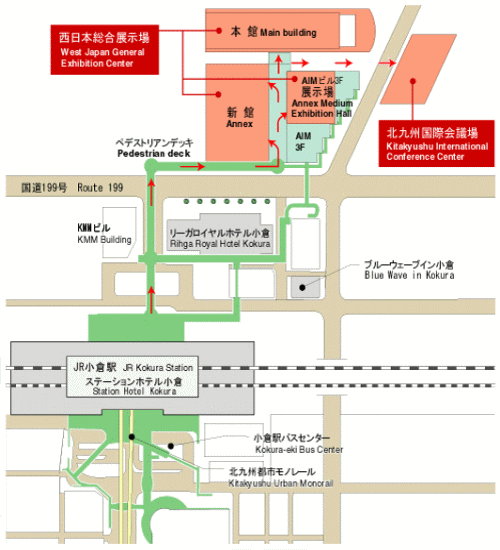 西日本総合展示場
West Japan General
Exhibition Center
本 館 Main building
AIMビル3F
展示場
Annex Medium
Exhibition Hall
新 館
Annex
AIM
3F
北九州国際会議場
Kitakyushu International
Conference Center
ペデストリアンデッキ
Pedestrian deck
国道199号 Route 199
KMMビル
KMM Building
リーガロイヤルホテル小倉
Rihga Royal Hotel Kokura
ブルーウェーブイン小倉
Blue Wave in Kokura
JR小倉駅 JR Kokura Station
ステーションホテル小倉
Station Hotel Kokura
小倉駅バスセンター
Kokura-eki Bus Center
北九州都市モノレール
Kitakyushu Urban Monorail